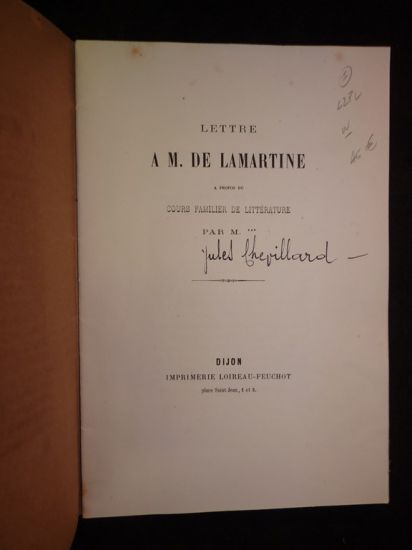 LETTRE
A M. DE LAMARTINE
A PROPOS DU
COURS FAMILIER DE LITTÉRATURE
PAR M. ***
Jules Chevillard —
DIJON
IMPRIMERIE LOIREAU-FEUCHOT
place Saint-Jean, 1 et 3.